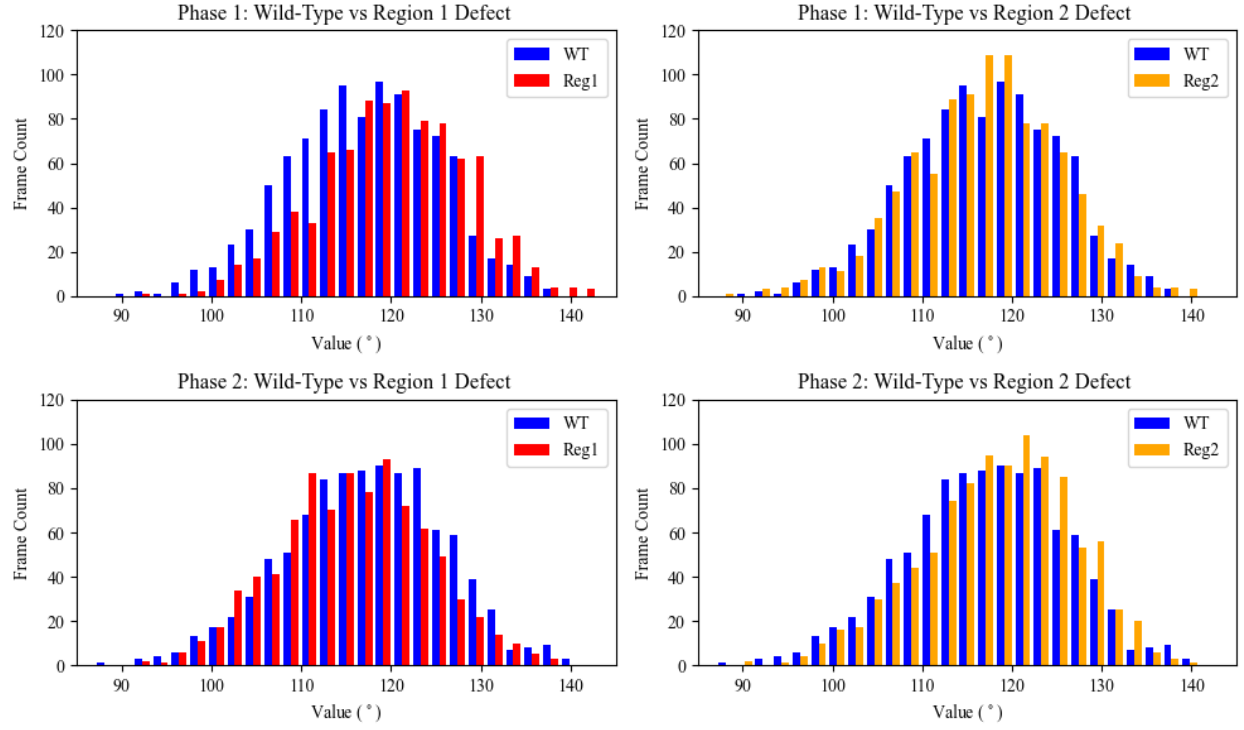 Phase 1: Wild-Type vs Region 1 Defect
120
100
80
60
40
20
0
Frame Count
WT
Reg1
90 100 110 120 130 140
Value (°)
Phase 1: Wild-Type vs Region 2 Defect
120
100
80
60
40
20
0
Frame Count
WT
Reg2
90 100 110 120 130 140
Value (°)
Phase 2: Wild-Type vs Region 1 Defect
120
100
80
60
40
20
0
Frame Count
WT
Reg1
90 100 110 120 130 140
Value (°)
Phase 2: Wild-Type vs Region 2 Defect
120
100
80
60
40
20
0
Frame Count
WT
Reg2
90 100 110 120 130 140
Value (°)